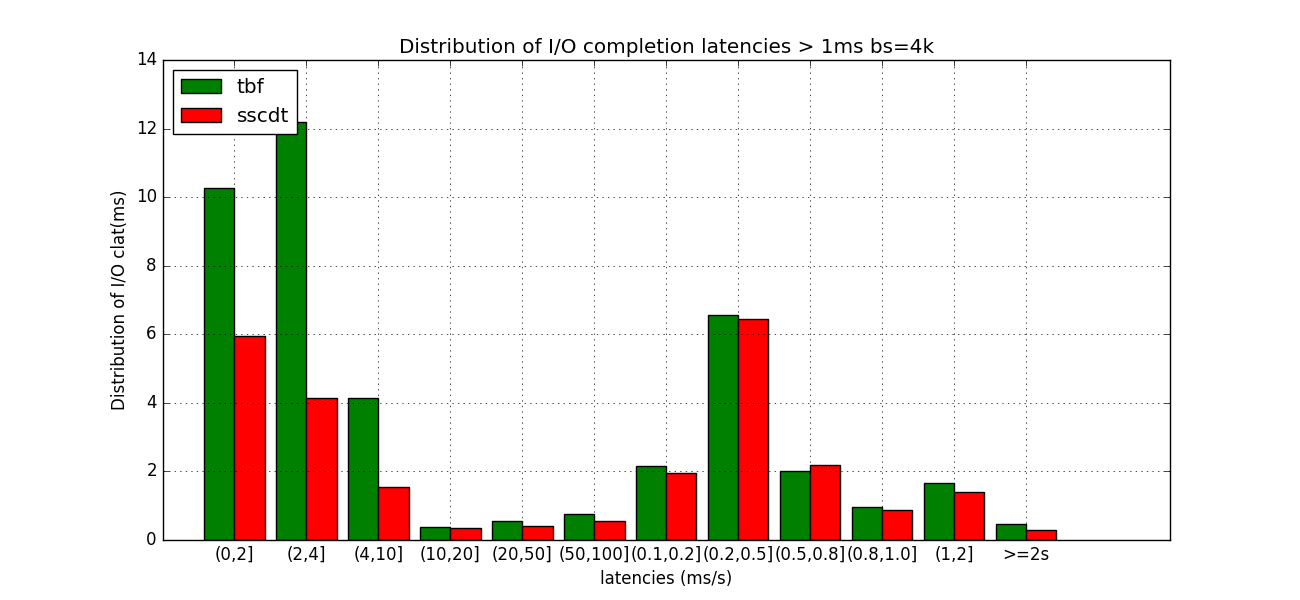 Distribution of I/O completion latencies > 1ms bs=4k
tbf
sscdt
14
12
10
8
6
4
2
0
Distribution of I/O clat(ms)
(0,2] (2,4] (4,10] (10,20] (20,50] (50,100] (0.1,0.2] (0.2,0.5] (0.5,0.8] (0.8,1.0] (1,2] >=2s
latencies (ms/s)